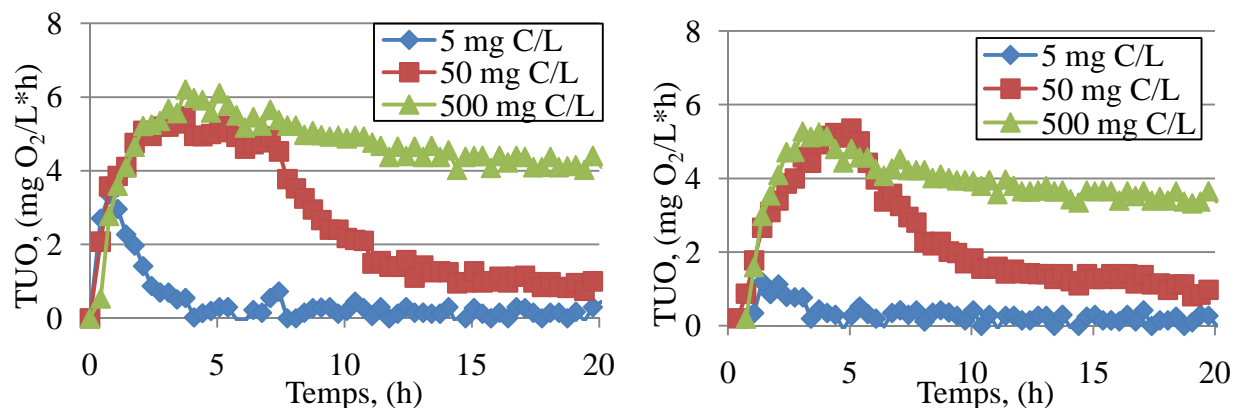 TUO, (mg O₂/L*h)
8
6
4
2
0
0 5 10 15 20
Temps, (h)
5 mg C/L
50 mg C/L
500 mg C/L
TUO, (mg O₂/L*h)
8
6
4
2
0
0 5 10 15 20
Temps, (h)
5 mg C/L
50 mg C/L
500 mg C/L